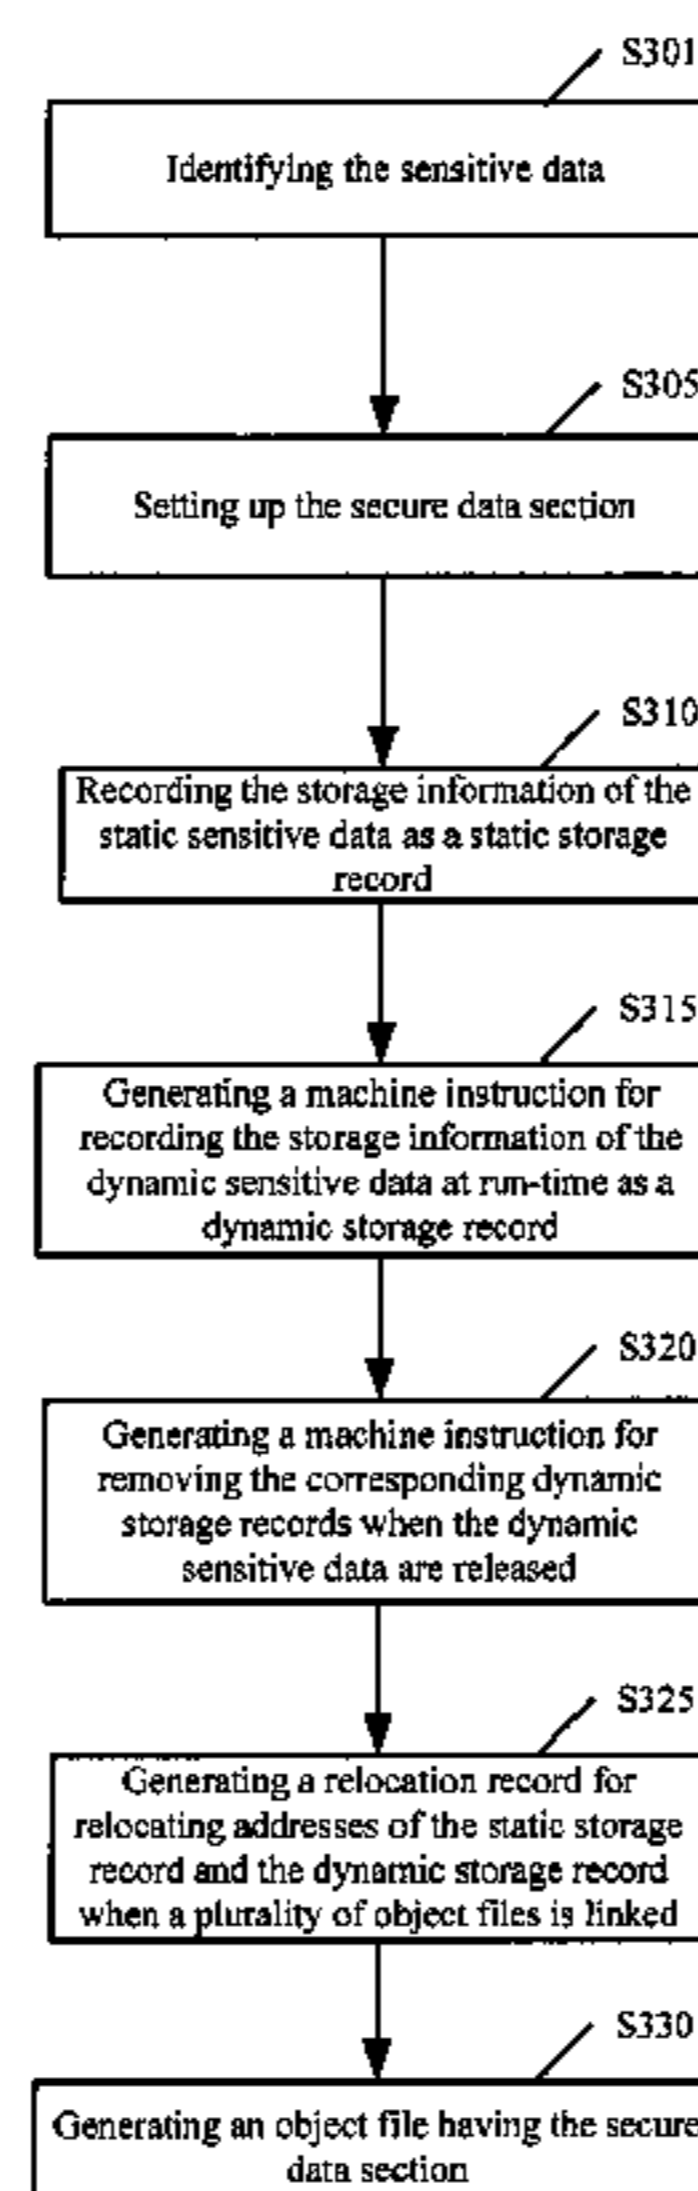 S301
Identifying the sensitive data
S305
Setting up the secure data section
S310
Recording the storage information of the
static sensitive data as a static storage
record
S315
Generating a machine instruction for
recording the storage information of the
dynamic sensitive data at run-time as a
dynamic storage record
S320
Generating a machine instruction for
removing the corresponding dynamic
storage records when the dynamic
sensitive data are released
S325
Generating a relocation record for
relocating addresses of the static storage
record and the dynamic storage record
when a plurality of object files is linked
S330
Generating an object file having the secure
data section